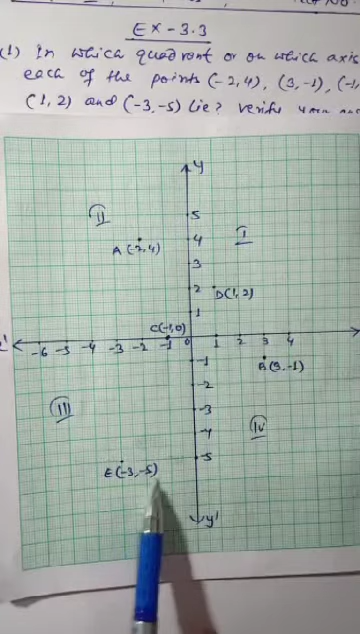 EX - 3.3
(1) In which quadrant or on which axis
each of the points (-2,4), (3,-1), (-1,
(1,2) and (-3,-5) lie? Verify your
Y
II
5
I
A (-2,4)
4
3
2
D(1,2)
1
C(-1,0)
-6 -5 -4 -3 -2 -1 0 1 2 3 4
-1
B (3,-1)
-2
III
-3
-4
IV
-5
E (-3,-5)
Y'